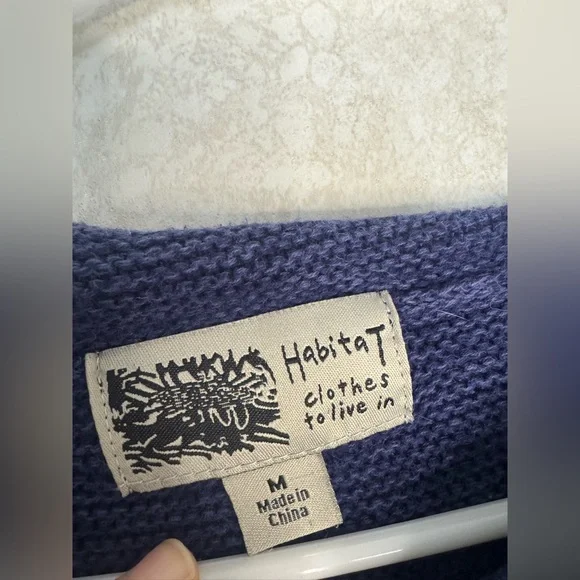 HabitaT
clothes
to live in
M
Made in
China